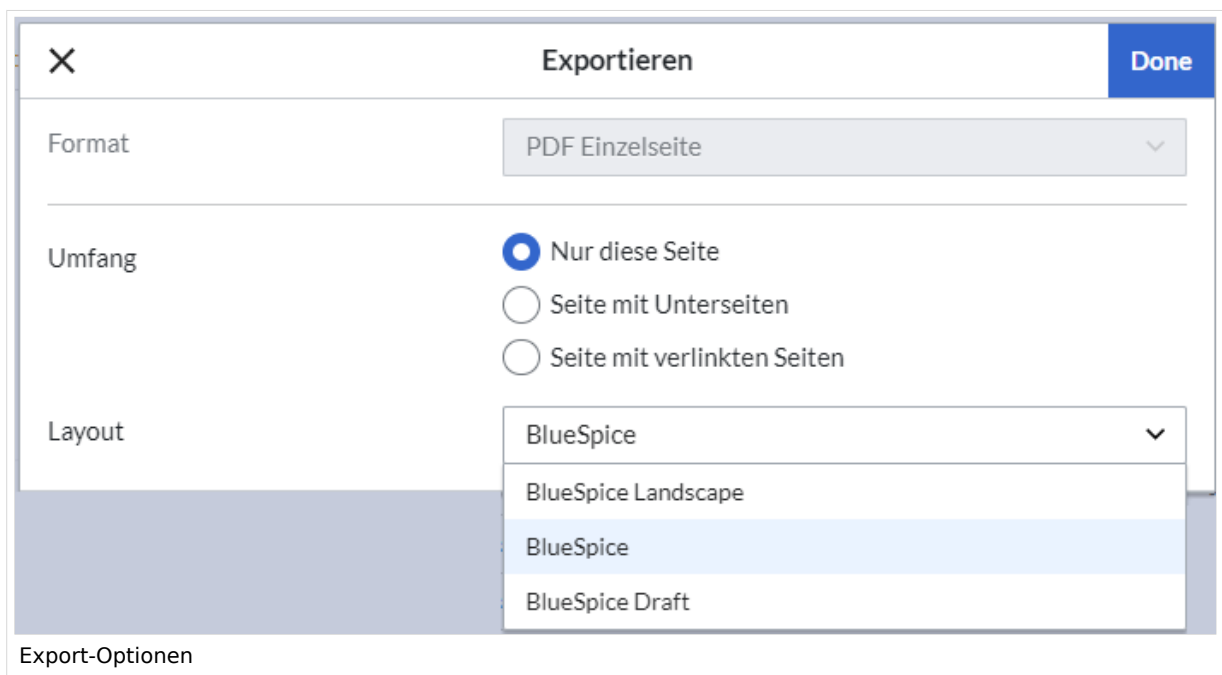 Exportieren
Done
Format
PDF Einzelseite
Umfang
Nur diese Seite
Seite mit Unterseiten
Seite mit verlinkten Seiten
Layout
BlueSpice
BlueSpice Landscape
BlueSpice
BlueSpice Draft
Export-Optionen